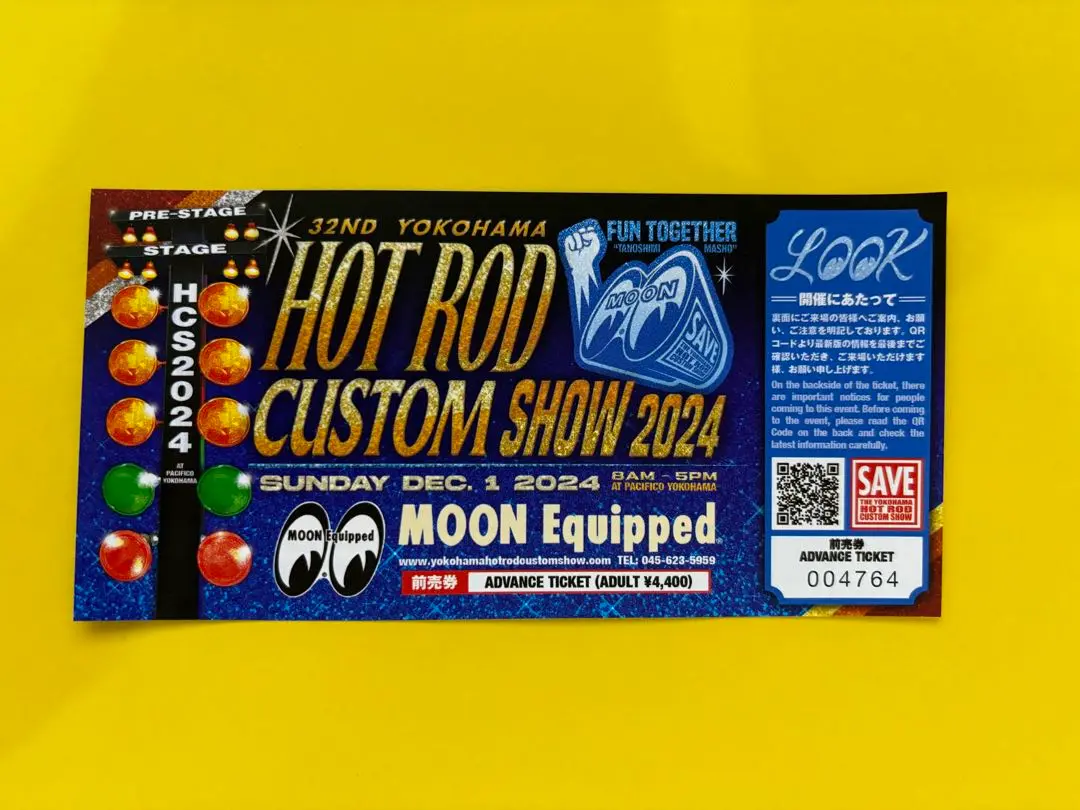 PRE-STAGE
STAGE
HCS2024
AT
PACIFICO
YOKOHAMA
32ND YOKOHAMA
HOT ROD
CUSTOM SHOW 2024
FUN TOGETHER
"TANOSHIMI MASHO"
MOON
SAVE
SUNDAY DEC. 1 2024 8AM - 5PM
AT PACIFICO YOKOHAMA
MOON Equipped
MOON Equipped
www.yokohamahotrodcustomshow.com TEL: 045-623-5959
前売券 ADVANCE TICKET (ADULT ¥4,400)
LOOK
開催にあたって
裏面にご来場の皆様へご案内、お願
い、ご注意を明記しております。QR
コードより最新版の情報を最後までご
確認いただき、ご来場いただけます
様、お願い申し上げます。
On the backside of the ticket, there
are important notices for people
coming to this event. Before coming
to the event, please read the QR
Code on the back and check the
latest information carefully.
SAVE
THE YOKOHAMA
HOT ROD
CUSTOM SHOW
前売券
ADVANCE TICKET
004764